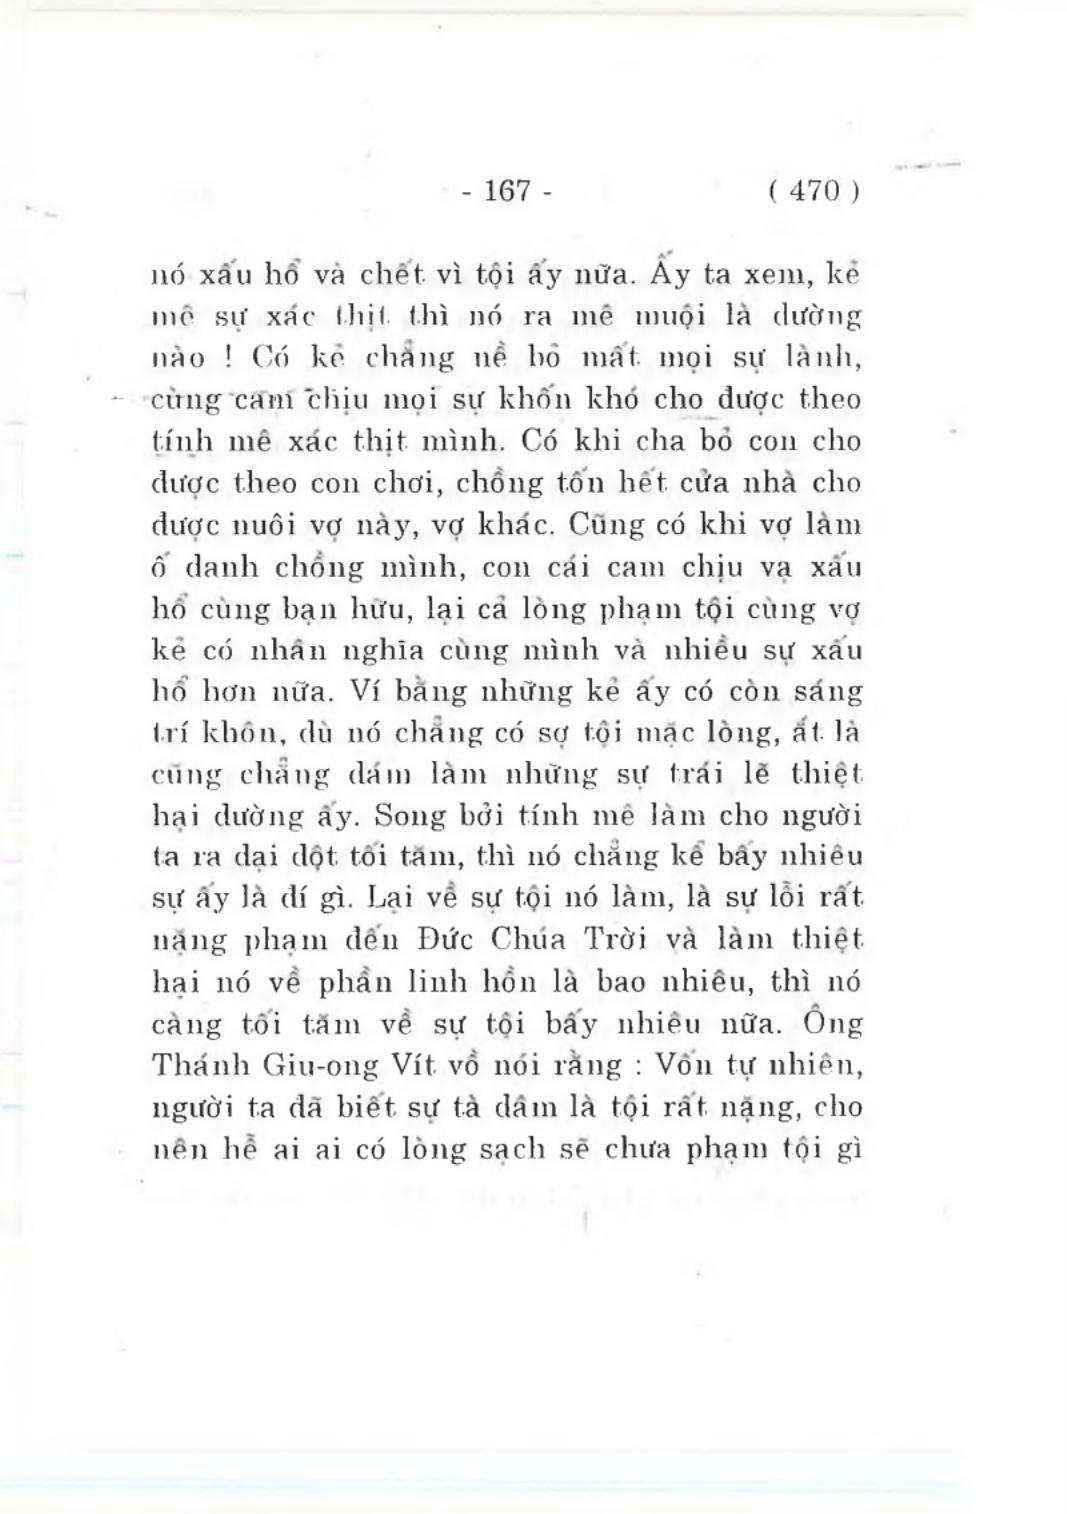 - 167 - ( 470 )
nó xấu hổ và chết vì tội ấy nữa. Ấy ta xem, kẻ
mê sự xác thịt thì nó ra mê muội là dường
nào ! Có kẻ chẳng nề bỏ mất mọi sự lành,
cùng cam chịu mọi sự khốn khó cho được theo
tính mê xác thịt mình. Có khi cha bỏ con cho
được theo con chơi, chồng tốn hết cửa nhà cho
được nuôi vợ này, vợ khác. Cũng có khi vợ làm
ố danh chồng mình, con cái cam chịu vạ xấu
hổ cùng bạn hữu, lại cả lòng phạm tội cùng vợ
kẻ có nhân nghĩa cùng mình và nhiều sự xấu
hổ hơn nữa. Ví bằng những kẻ ấy có còn sáng
trí khôn, dù nó chẳng có sợ tội mặc lòng, ắt là
cũng chẳng dám làm những sự trái lẽ thiệt
hại dường ấy. Song bởi tính mê làm cho người
ta ra dại dột tối tăm, thì nó chẳng kể bấy nhiêu
sự ấy là dí gì. Lại về sự tội nó làm, là sự lỗi rất
nặng phạm đến Đức Chúa Trời và làm thiệt
hại nó về phần linh hồn là bao nhiêu, thì nó
càng tối tăm về sự tội bấy nhiêu nữa. Ông
Thánh Giu-ong Vít vồ nói rằng : Vốn tự nhiên,
người ta đã biết sự tà dâm là tội rất nặng, cho
nên hễ ai ai có lòng sạch sẽ chưa phạm tội gì